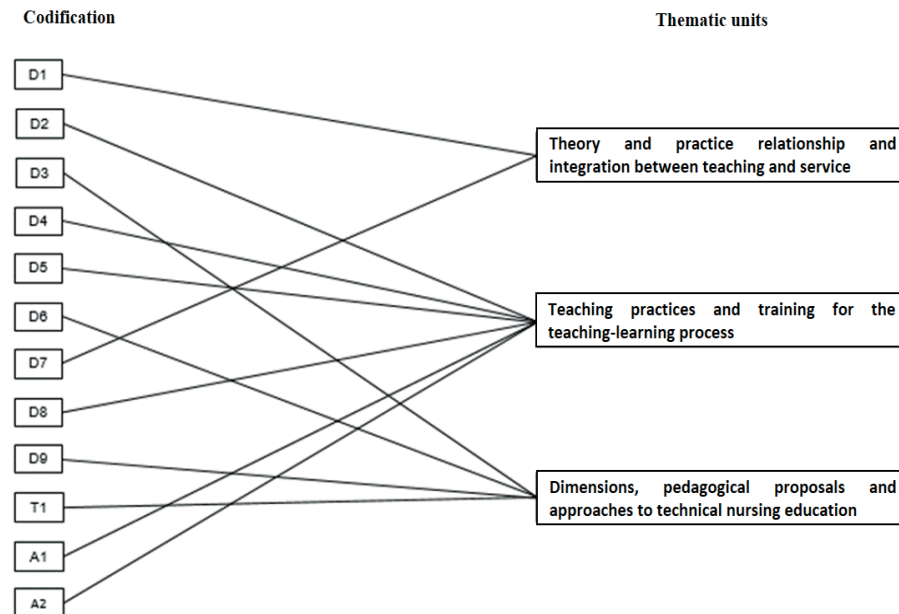 Codification
Thematic units
D1
D2
D3
D4
D5
D6
D7
D8
D9
T1
A1
A2
Theory and practice relationship and
integration between teaching and service
Teaching practices and training for the
teaching-learning process
Dimensions, pedagogical proposals and
approaches to technical nursing education